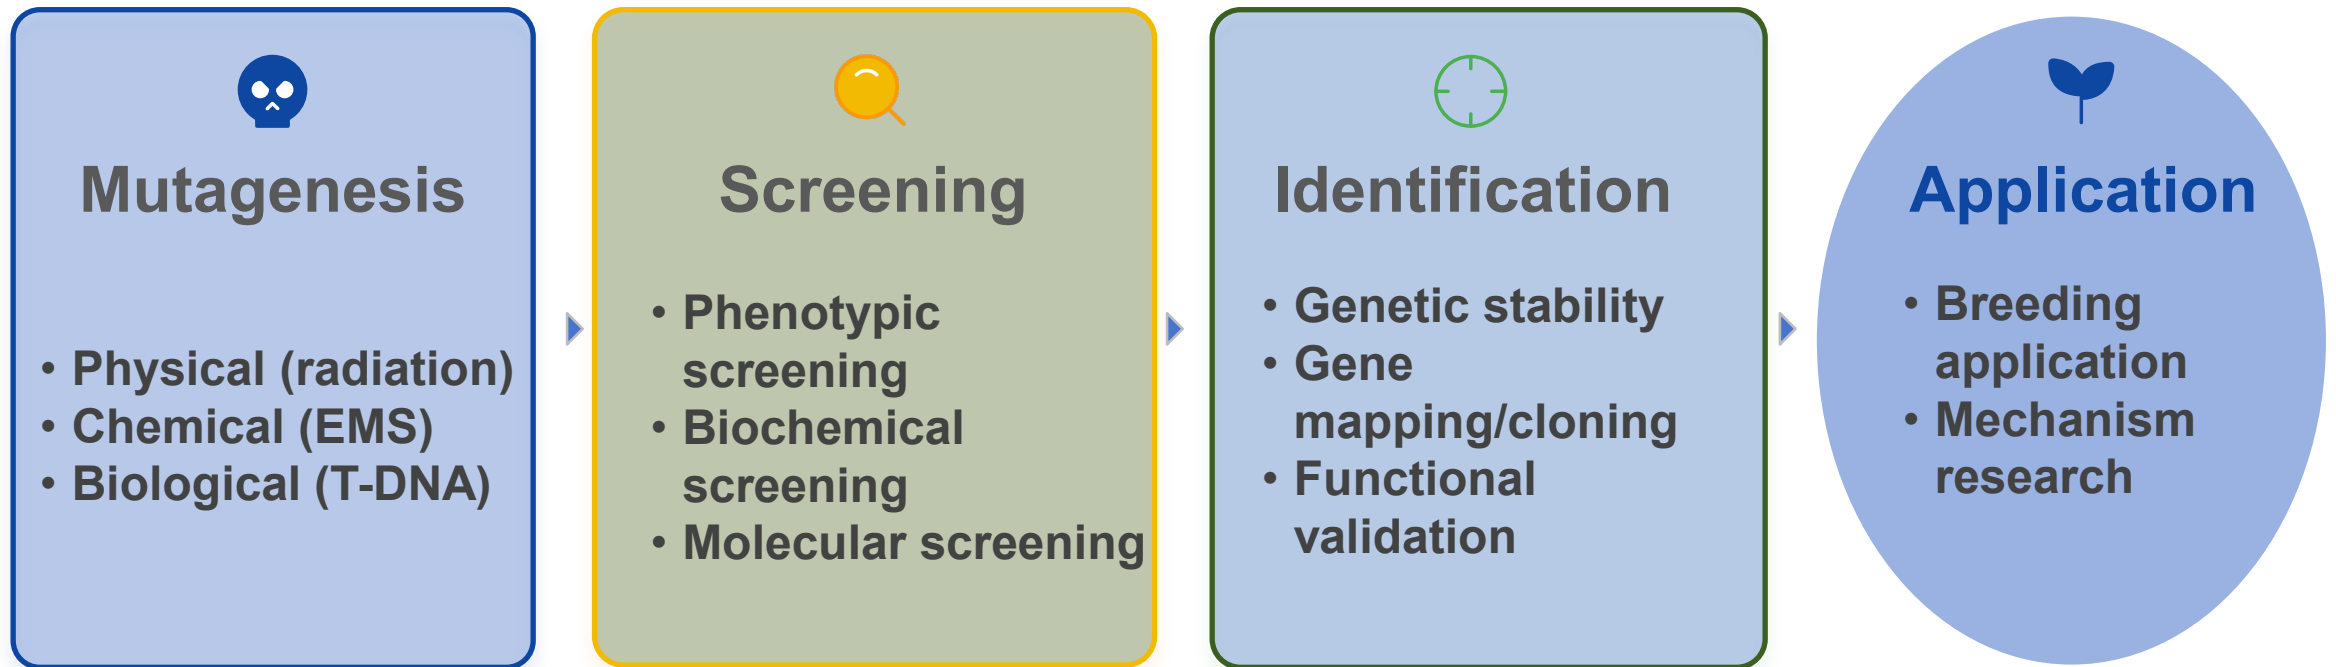 Mutagenesis
• Physical (radiation)
• Chemical (EMS)
• Biological (T-DNA)
Screening
• Phenotypic
screening
• Biochemical
screening
• Molecular screening
Identification
• Genetic stability
• Gene
mapping/cloning
• Functional
validation
Application
• Breeding
application
• Mechanism
research